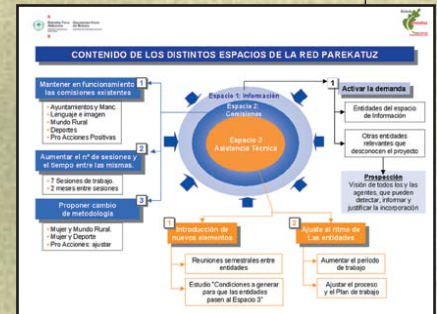 CONTENIDO DE LOS DISTINTOS ESPACIOS DE LA RED PAREKATUZ
Mantener en funcionamiento
las comisiones existentes
1
- Ayuntamientos y Manc.
- Lenguaje e imagen
- Mundo Rural
- Deportes
- Pro Acciones Positivas
Aumentar el nº de sesiones y
el tiempo entre las mismas.
2
- 7 Sesiones de trabajo.
- 2 meses entre sesiones
Proponer cambio
de metodología
3
- Mujer y Mundo Rural.
- Mujer y Deporte
- Pro Acciones: ajustar
Espacio 1: Información
Espacio 2:
Comisiones
Espacio 3
Asistencia Técnica
1
Activar la demanda
Entidades del espacio
de Información
Otras entidades
relevantes que
desconocen el proyecto
Prospección
Visión de todos los y las
agentes, que pueden
detectar, informar y
justificar la incorporación
1
Introducción de
nuevos elementos
Reuniones semestrales entre
entidades
Estudio "Condiciones a generar
para que las entidades
pasen al Espacio 3"
2
Ajuste al ritmo de
Las entidades
Aumentar el período
de trabajo
Ajustar el proceso
y el Plan de trabajo